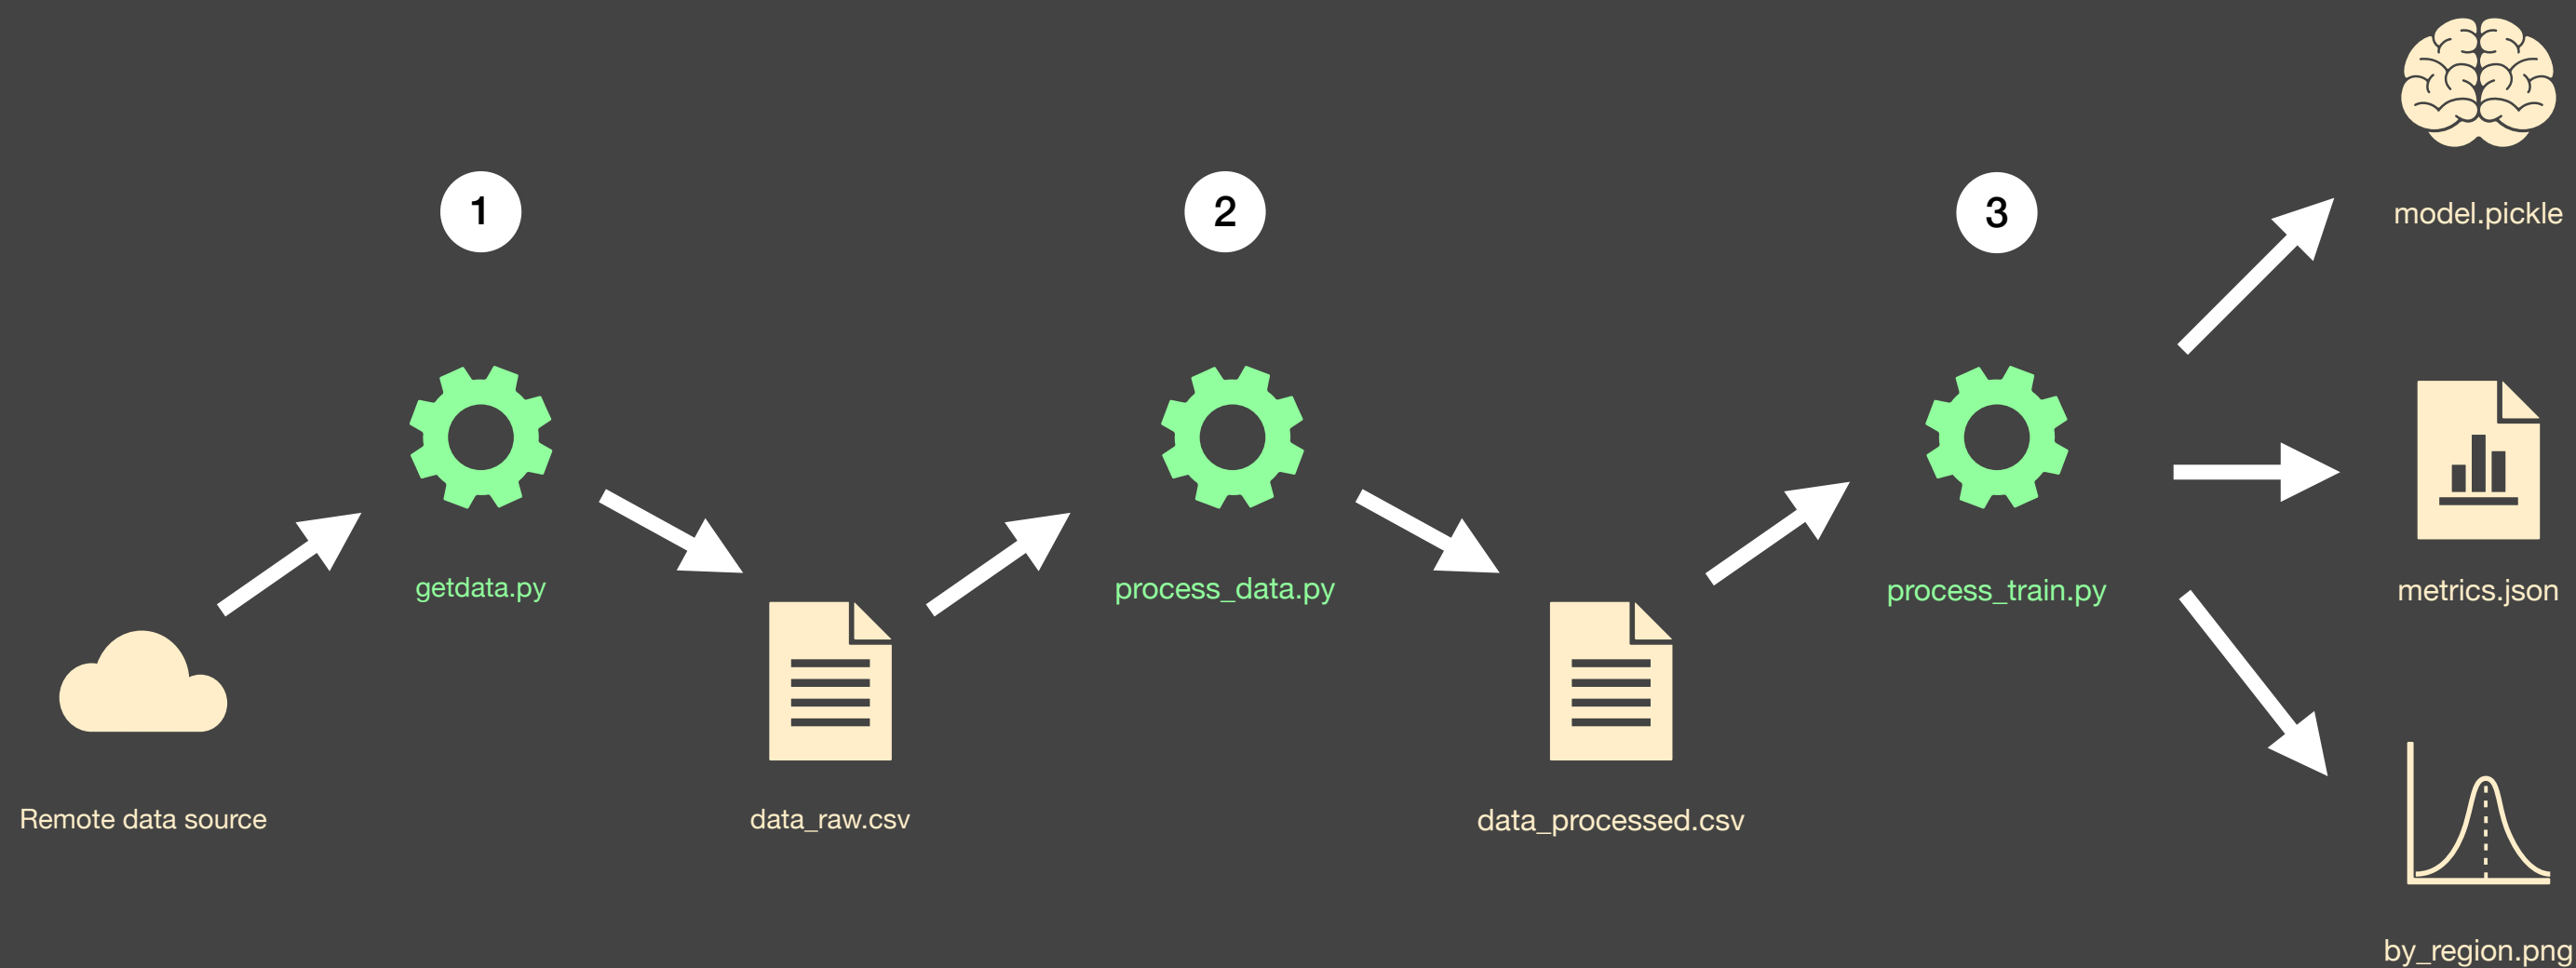 1
2
3
model.pickle
getdata.py
process_data.py
process_train.py
metrics.json
Remote data source
data_raw.csv
data_processed.csv
by_region.png